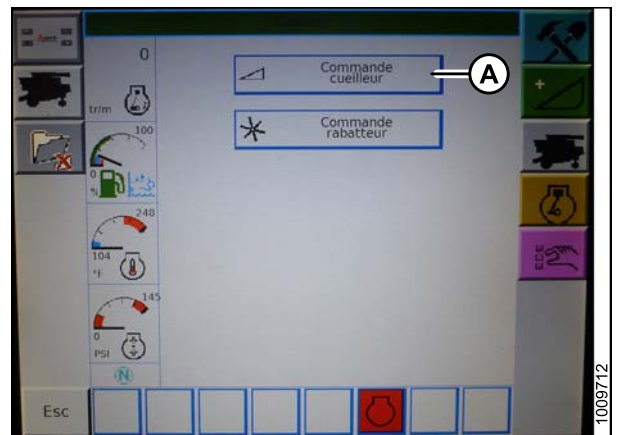 0
tr/m
100
0
%
248
104
°F
145
0
PSI
N
Commande
cueilleur
A
Commande
rabatteur
+
Esc
1009712